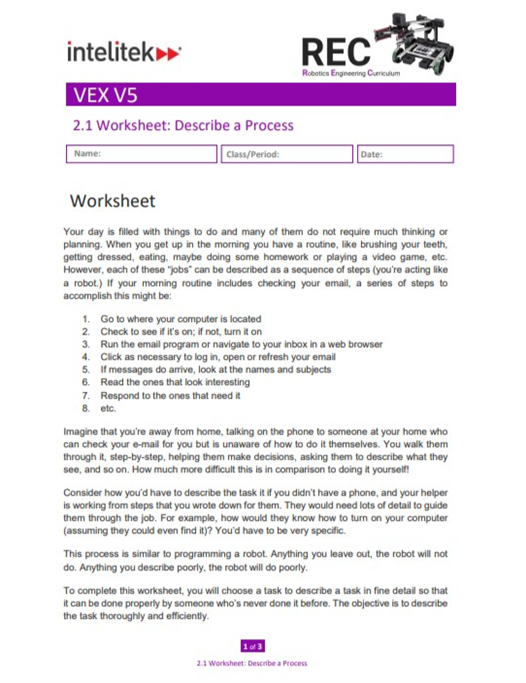 intelitek
REC
Robotics Engineering Curriculum
VEX V5
2.1 Worksheet: Describe a Process
Name:
Class/Period:
Date:
Worksheet
Your day is filled with things to do and many of them do not require much thinking or
planning. When you get up in the morning you have a routine, like brushing your teeth,
getting dressed, eating, maybe doing some homework or playing a video game, etc.
However, each of these "jobs" can be described as a sequence of steps (you're acting like
a robot.) If your morning routine includes checking your email, a series of steps to
accomplish this might be:
1. Go to where your computer is located
2. Check to see if it's on; if not, turn it on
3. Run the email program or navigate to your inbox in a web browser
4. Click as necessary to log in, open or refresh your email
5. If messages do arrive, look at the names and subjects
6. Read the ones that look interesting
7. Respond to the ones that need it
8. etc.
Imagine that you're away from home, talking on the phone to someone at your home who
can check your e-mail for you but is unaware of how to do it themselves. You walk them
through it, step-by-step, helping them make decisions, asking them to describe what they
see, and so on. How much more difficult this is in comparison to doing it yourself!
Consider how you'd have to describe the task it if you didn't have a phone, and your helper
is working from steps that you wrote down for them. They would need lots of detail to guide
them through the job. For example, how would they know how to turn on your computer
(assuming they could even find it)? You'd have to be very specific.
This process is similar to programming a robot. Anything you leave out, the robot will not
do. Anything you describe poorly, the robot will do poorly.
To complete this worksheet, you will choose a task to describe a task in fine detail so that
it can be done properly by someone who's never done it before. The objective is to describe
the task thoroughly and efficiently.
1 of 3
2.1 Worksheet: Describe a Process